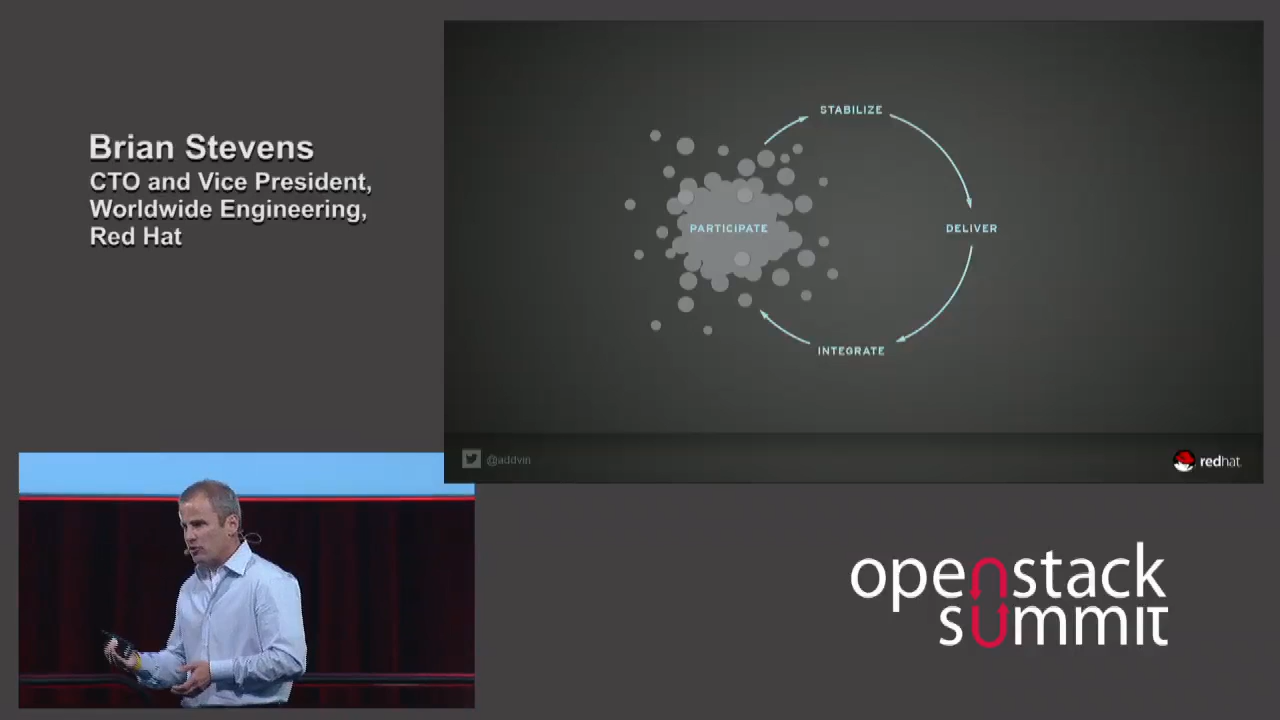 Brian Stevens
CTO and Vice President,
Worldwide Engineering,
Red Hat
STABILIZE
PARTICIPATE
DELIVER
INTEGRATE
@addvin
redhat.
openstack
summit